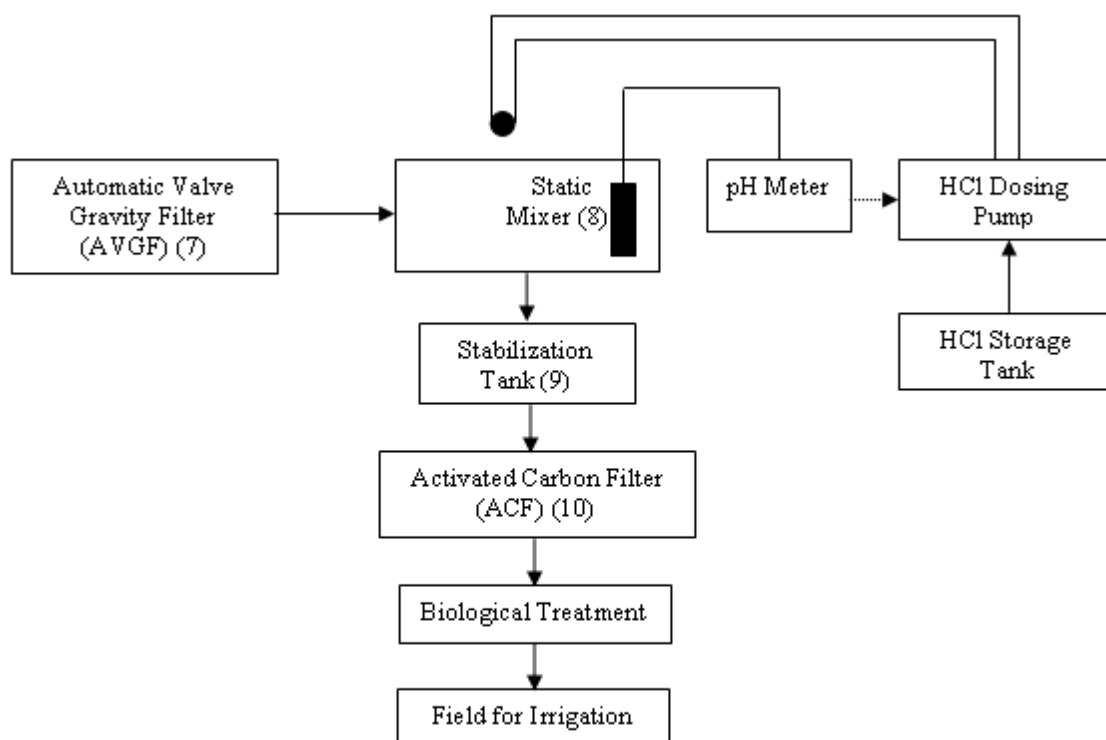 Automatic Valve
Gravity Filter
(AVGF) (7)
Static
Mixer (8)
pH Meter
HCl Dosing
Pump
HCl Storage
Tank
Stabilization
Tank (9)
Activated Carbon Filter
(ACF) (10)
Biological Treatment
Field for Irrigation